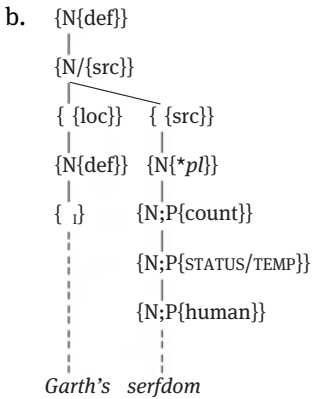 b. {N{def}}
{N/{src}}
{ {loc}} { {src}}
{N{def}} {N{*pl}}
{ I} {N;P{count}}
{N;P{STATUS/TEMP}}
{N;P{human}}
Garth's serfdom